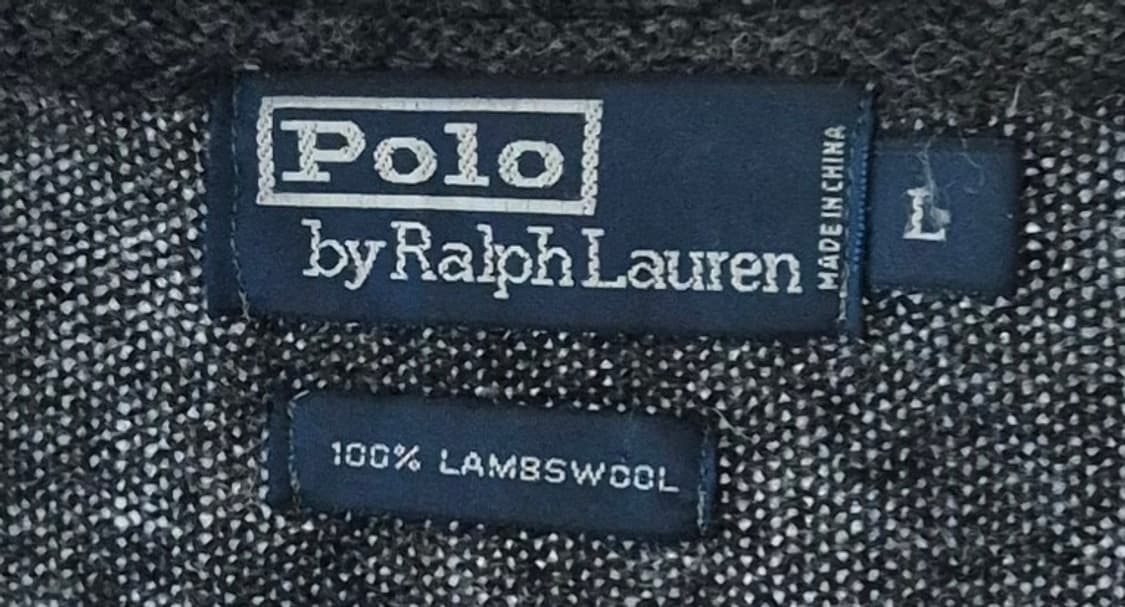 Polo
by Ralph Lauren
MADE IN CHINA
L
100% LAMBSWOOL